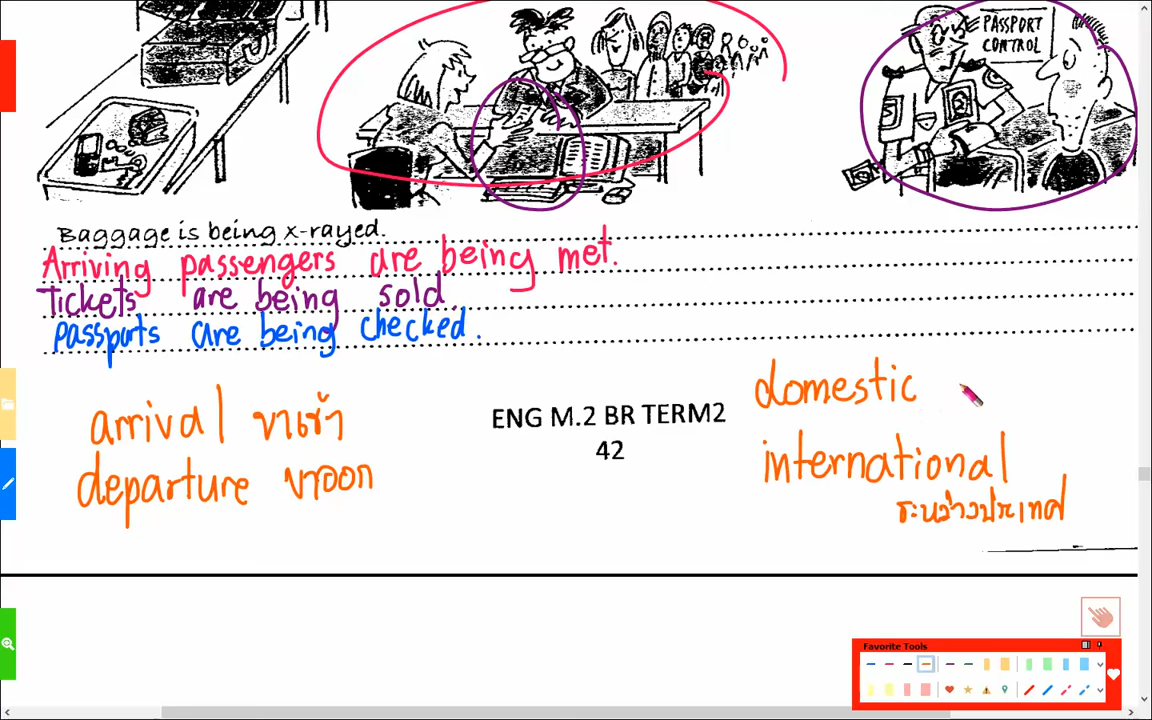 PASSPORT
CONTROL
Baggage is being x-rayed.
Arriving passengers are being met.
Tickets are being sold.
Passports are being checked.
arrival ขาเข้า
departure ขาออก
ENG M.2 BR TERM2
42
domestic
international
ระหว่างประเทศ
Favorite Tools